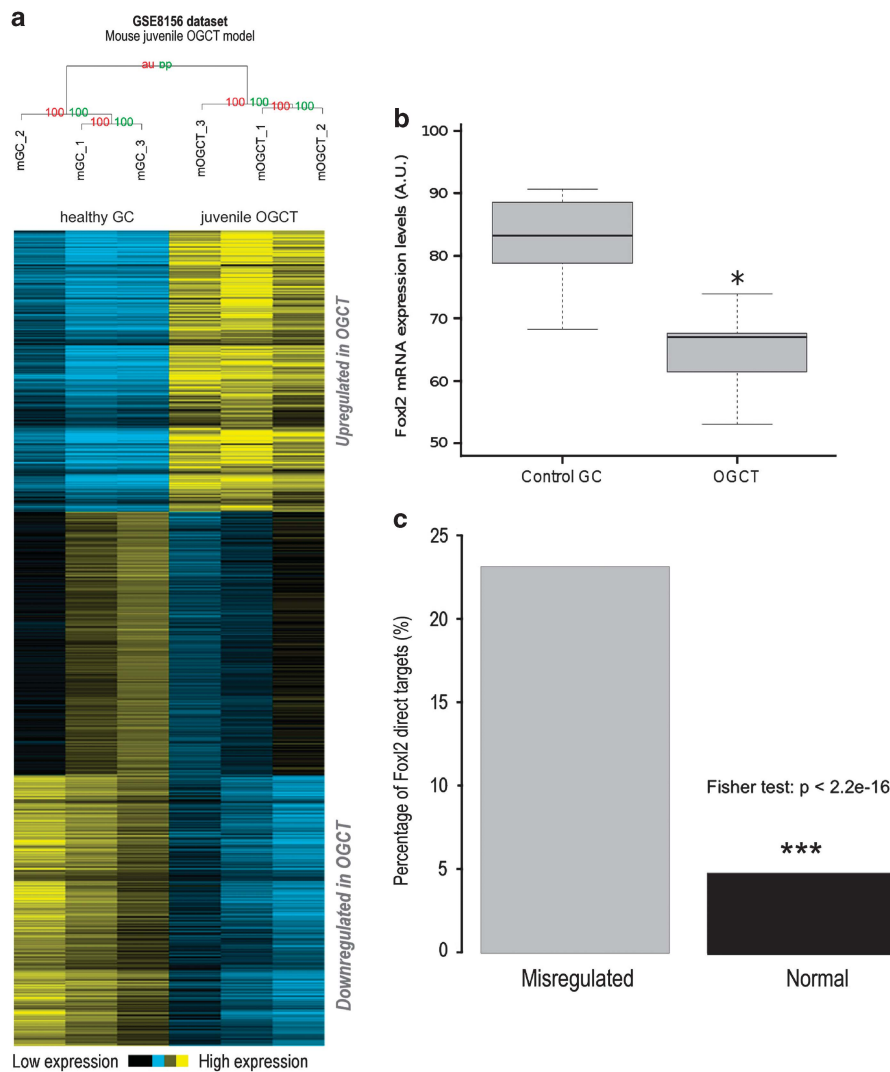 a
GSE8156 dataset
Mouse juvenile OGCT model
au bp
100 100
100 100
100 100
100 100
mGC_2
mGC_1
mGC_3
mOGCT_3
mOGCT_1
mOGCT_2
healthy GC
juvenile OGCT
Upregulated in OGCT
Downregulated in OGCT
Low expression
High expression
b
Foxl2 mRNA expression levels (A.U.)
100
90
80
70
60
50
*
Control GC
OGCT
c
Percentage of Foxl2 direct targets (%)
25
20
15
10
5
0
Fisher test: p < 2.2e-16
***
Misregulated
Normal